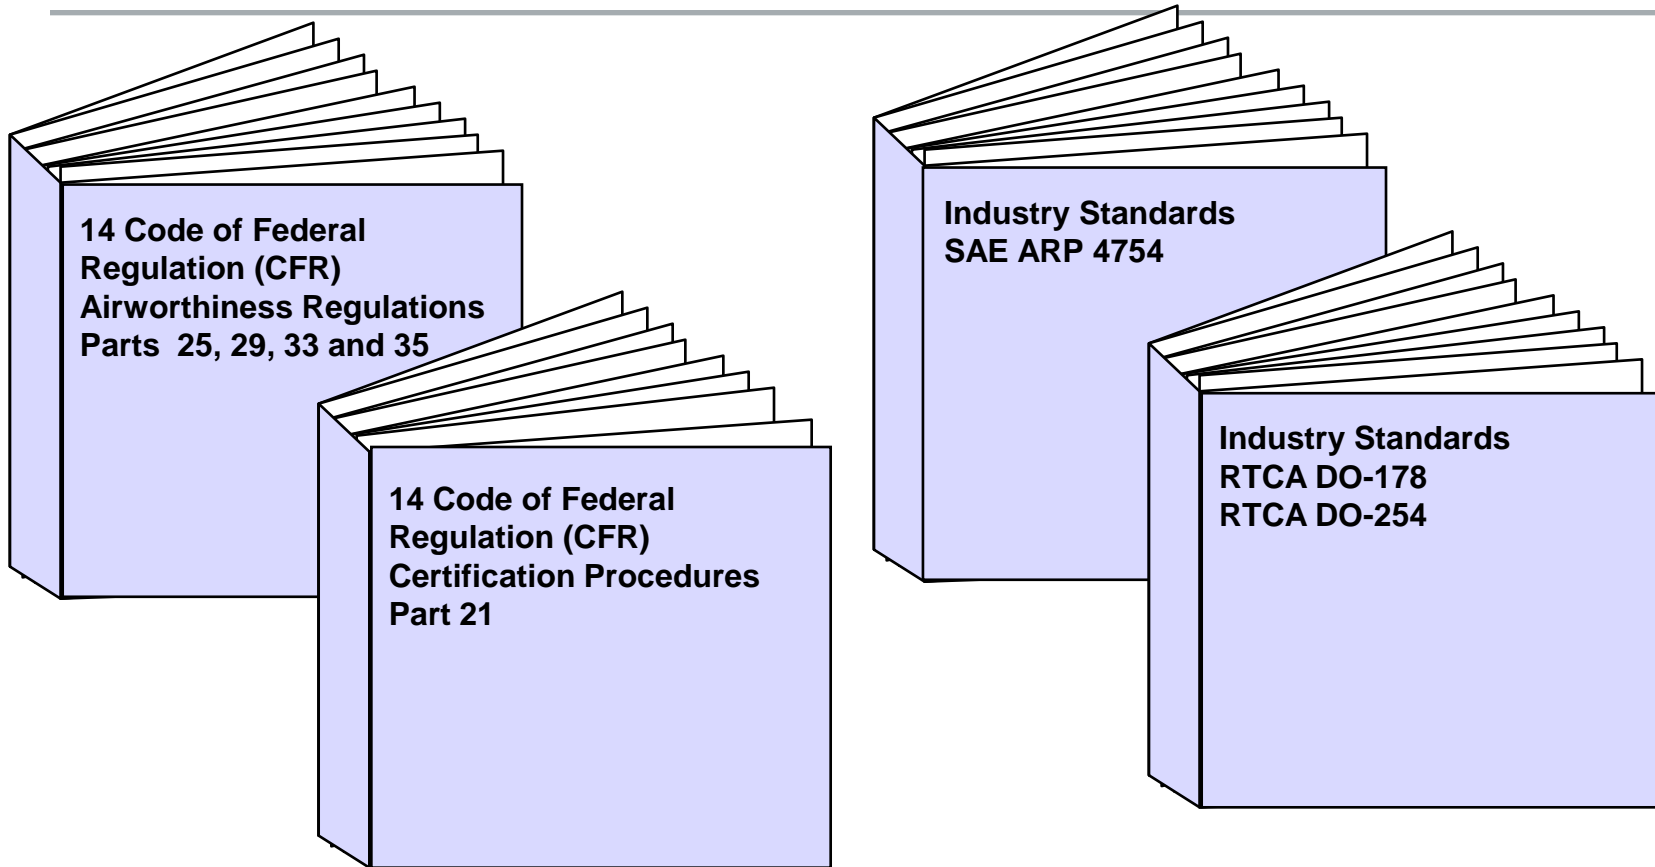 14 Code of Federal
Regulation (CFR)
Airworthiness Regulations
Parts 25, 29, 33 and 35
14 Code of Federal
Regulation (CFR)
Certification Procedures
Part 21
Industry Standards
SAE ARP 4754
Industry Standards
RTCA DO-178
RTCA DO-254